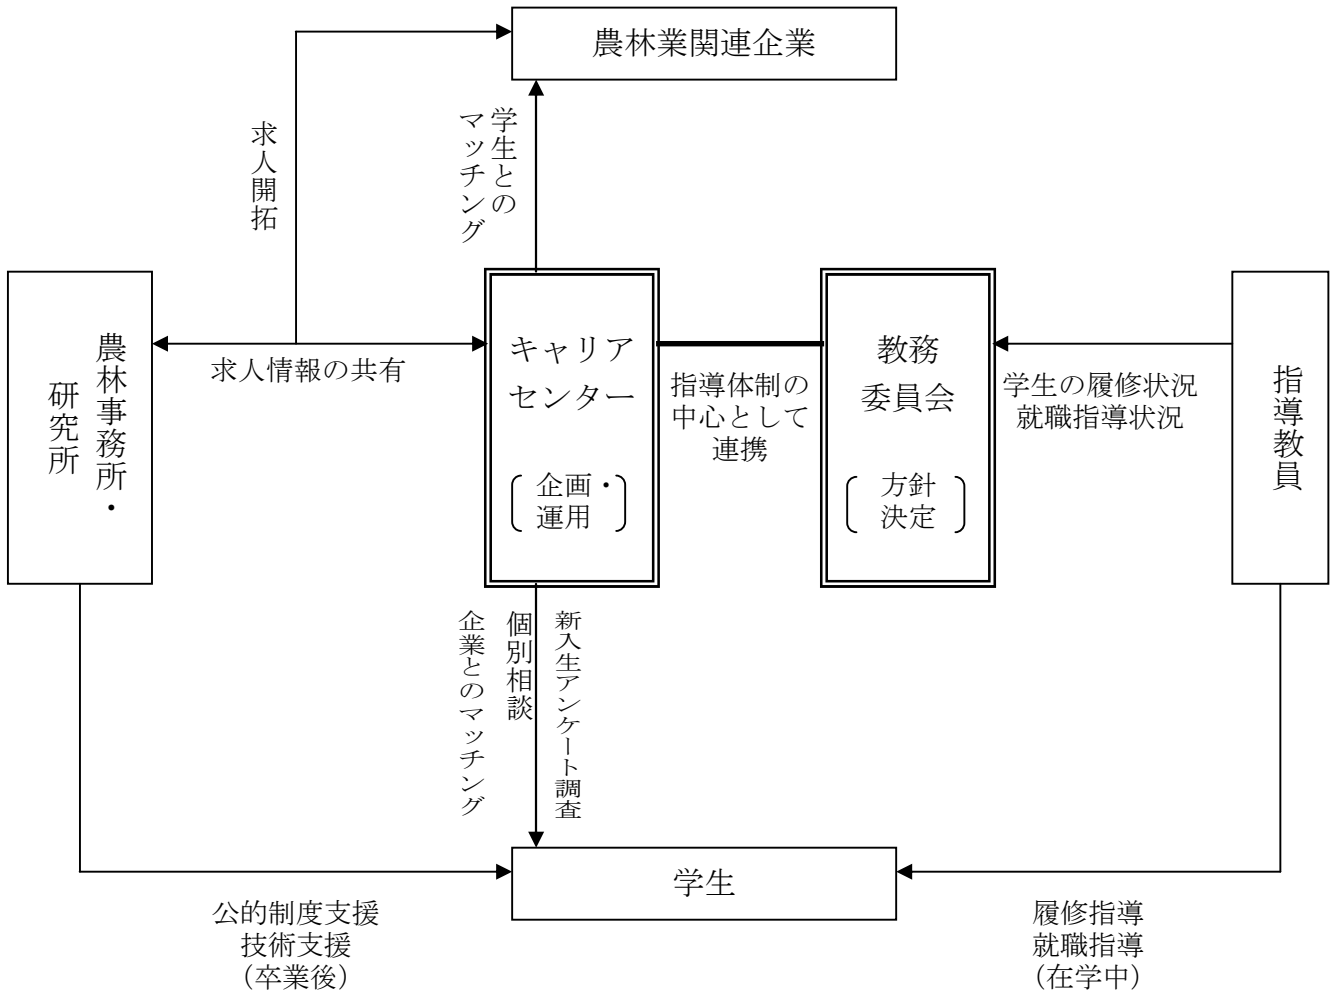 農林業関連企業
求人開拓
学生との
マッチング
農林事務所・
研究所
求人情報の共有
キャリア
センター
企画・
運用
指導体制の
中心として
連携
教務
委員会
方針
決定
学生の履修状況
就職指導状況
指導教員
新入生アンケート調査
個別相談
企業とのマッチング
学生
公的制度支援
技術支援
（卒業後）
履修指導
就職指導
（在学中）